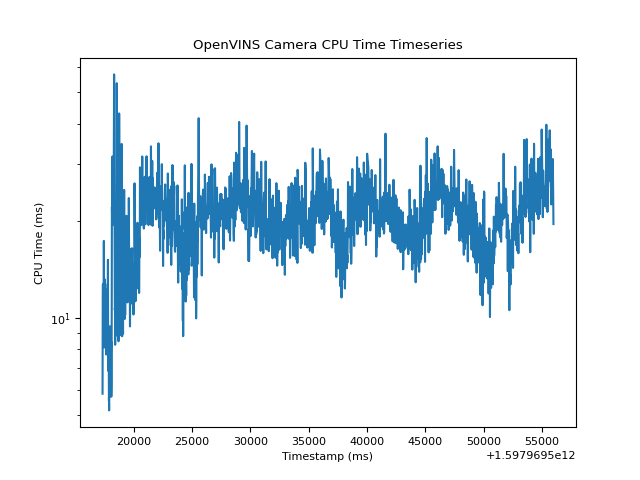 OpenVINS Camera CPU Time Timeseries
CPU Time (ms)
10¹
20000 25000 30000 35000 40000 45000 50000 55000
Timestamp (ms)
+1.5979695e12